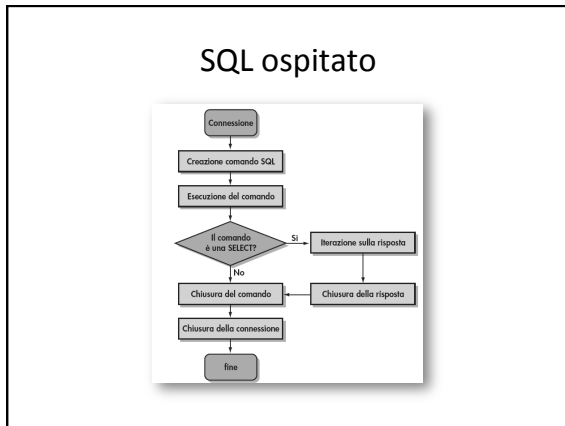 SQL ospitato
Connessione
Creazione comando SQL
Esecuzione del comando
Il comando
è una SELECT?
Si
Iterazione sulla risposta
No
Chiusura del comando
Chiusura della risposta
Chiusura della connessione
fine